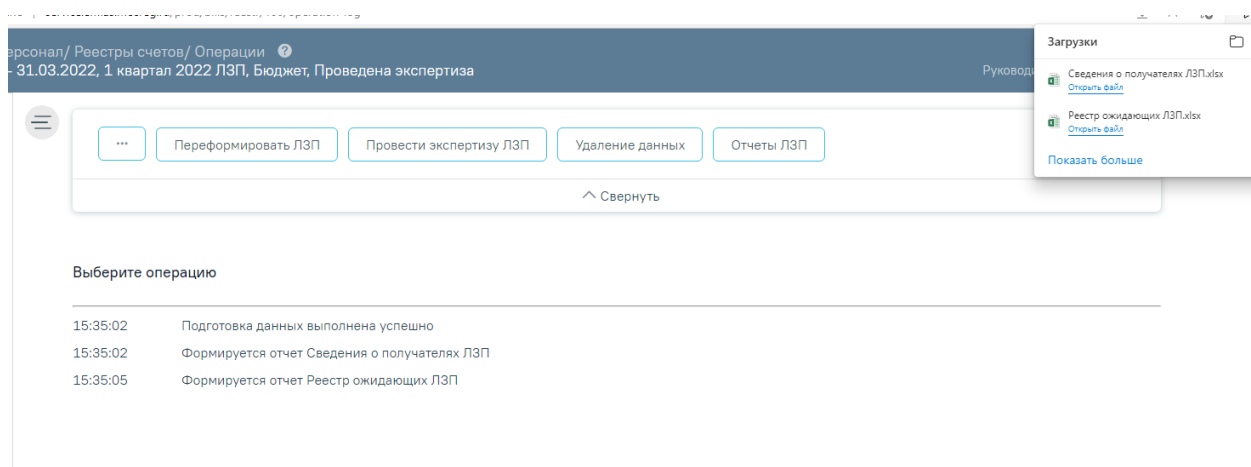 ерсонал/ Реестры счетов/ Операции ?
- 31.03.2022, 1 квартал 2022 ЛЗП, Бюджет, Проведена экспертиза
Руковод
Загрузки
Сведения о получателях ЛЗП.xlsx
Открыть файл
Реестр ожидающих ЛЗП.xlsx
Открыть файл
Показать больше
... Переформировать ЛЗП Провести экспертизу ЛЗП Удаление данных Отчеты ЛЗП
Свернуть
Выберите операцию
15:35:02 Подготовка данных выполнена успешно
15:35:02 Формируется отчет Сведения о получателях ЛЗП
15:35:05 Формируется отчет Реестр ожидающих ЛЗП